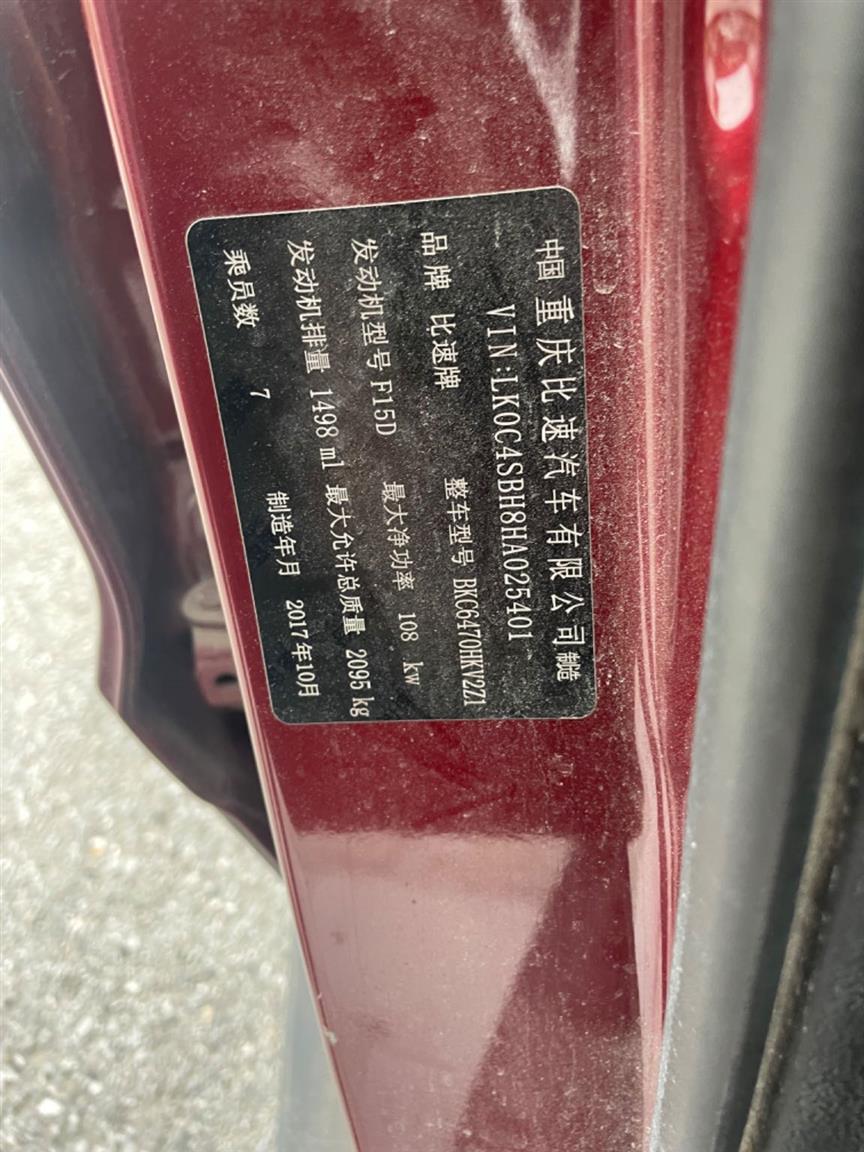 中国 重庆比速汽车有限公司 制造
VIN:LK0C4SBH8HA025401
品牌 比速牌 整车型号 BKC6470HKV2Z1
发动机型号 F15D 最大净功率 108 kw
发动机排量 1498 ml 最大允许总质量 2095 kg
乘员数 7 制造年月 2017年10月